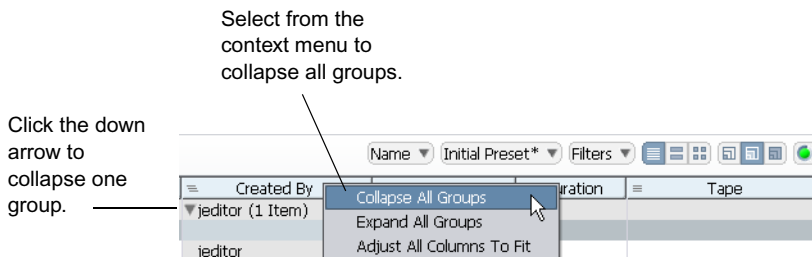 Select from the
context menu to
collapse all groups.
Click the down
arrow to
collapse one
group.
Name Initial Preset* Filters
Created By uration Tape
jeditor (1 Item)
Collapse All Groups
Expand All Groups
jeditor Adjust All Columns To Fit